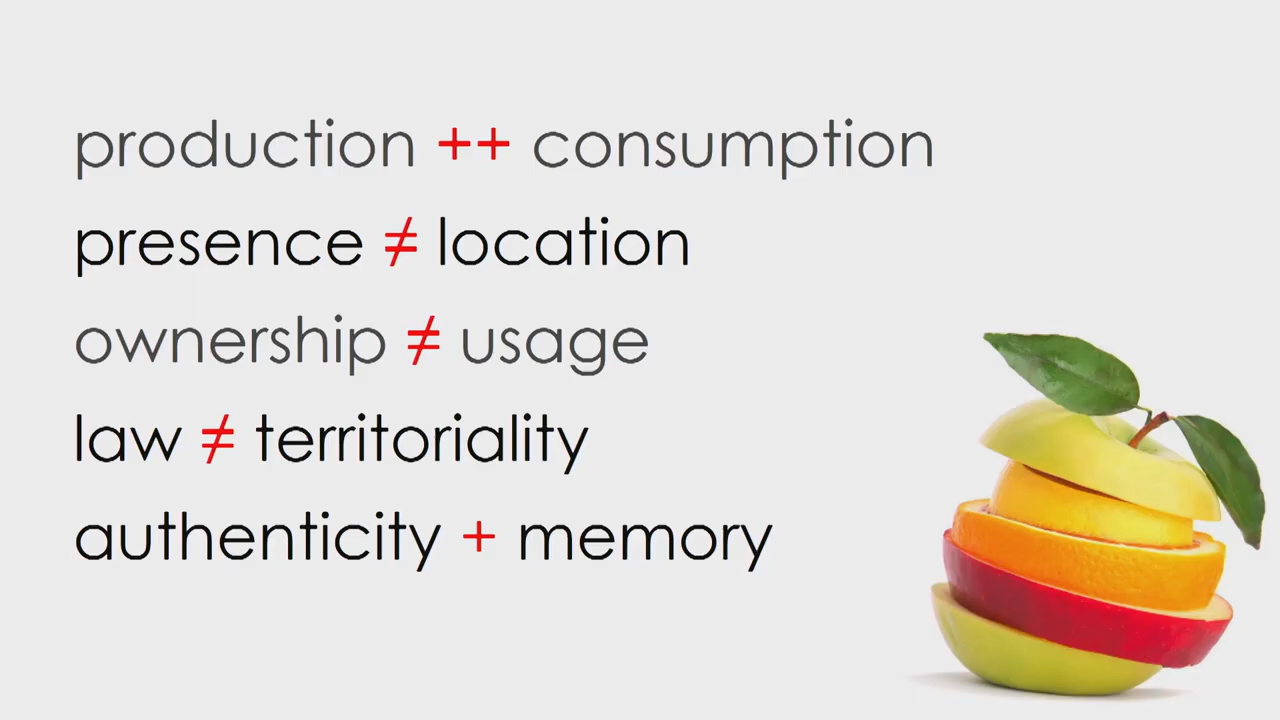 production ++ consumption
presence ≠ location
ownership ≠ usage
law ≠ territoriality
authenticity + memory